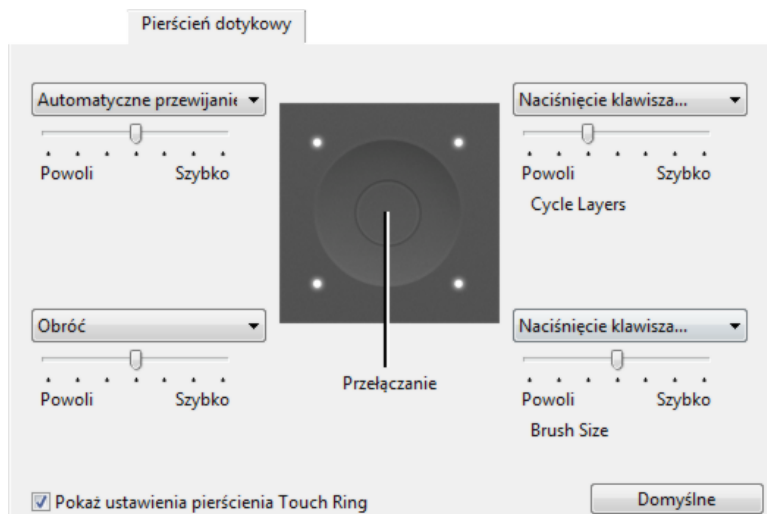 Pierścień dotykowy
Automatyczne przewijanie
Naciśnięcie klawisza...
Powoli Szybko
Powoli Szybko
Cycle Layers
Obróć
Naciśnięcie klawisza...
Powoli Szybko
Przełączanie
Powoli Szybko
Brush Size
Pokaż ustawienia pierścienia Touch Ring
Domyślne